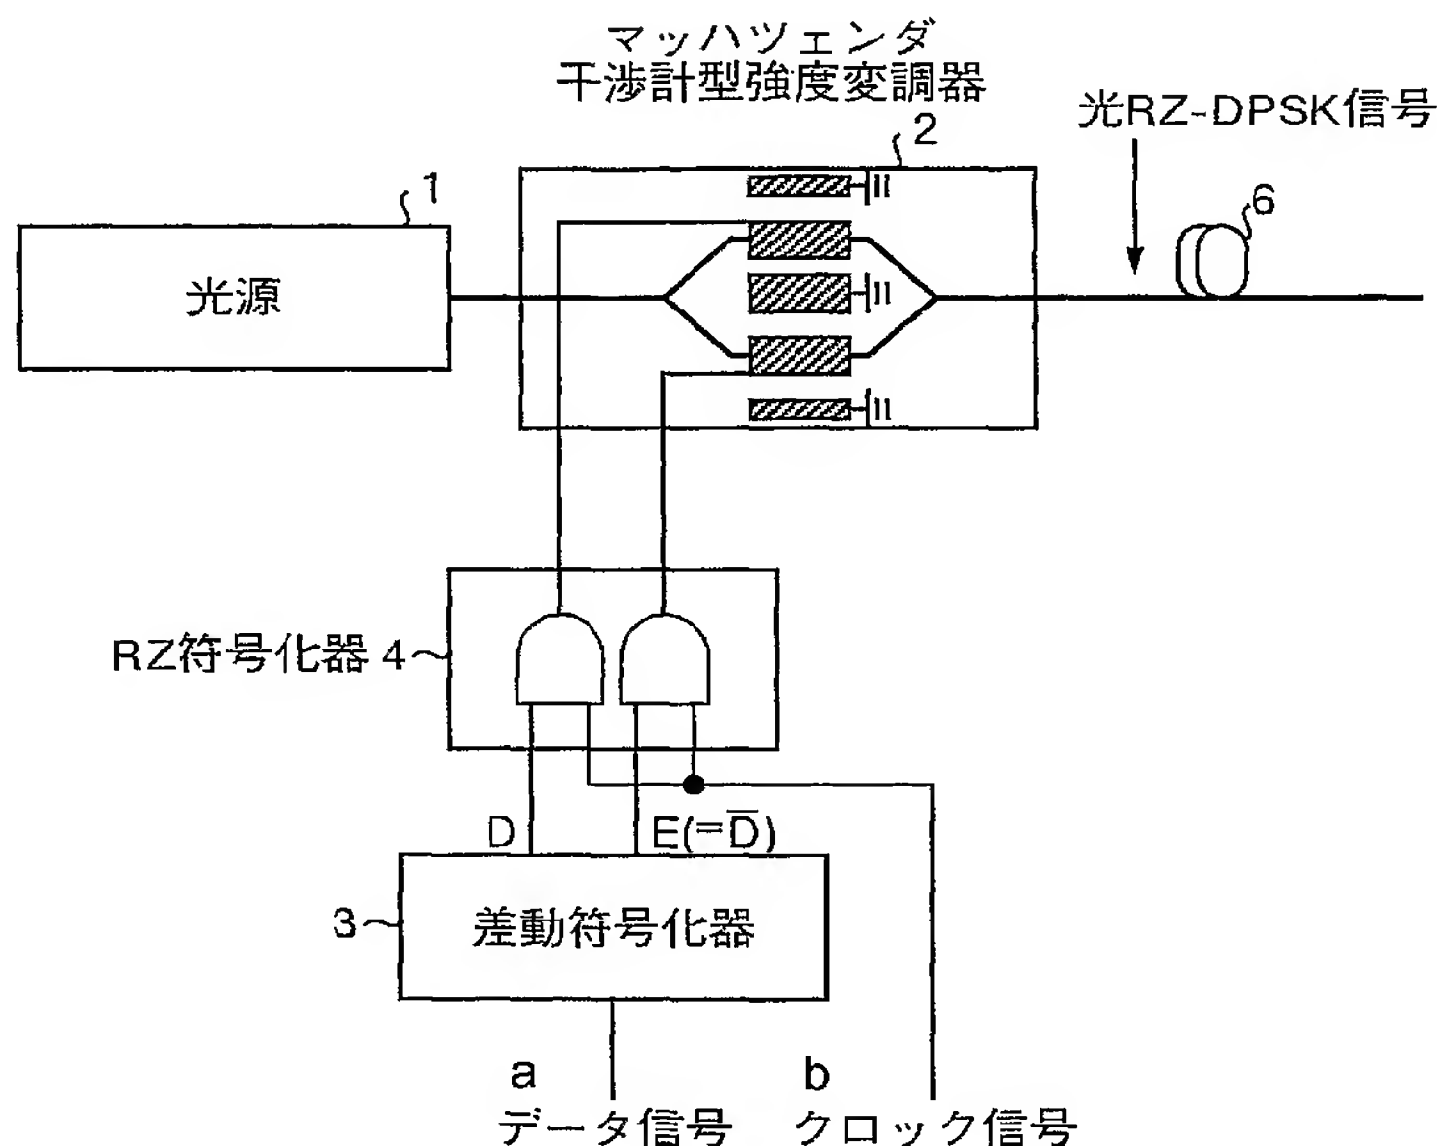 マッハツェンダ
干渉計型強度変調器
2
光RZ-DPSK信号
1
6
光源
RZ符号化器 4
D
E(=D̅)
3
差動符号化器
a
b
データ信号
クロック信号